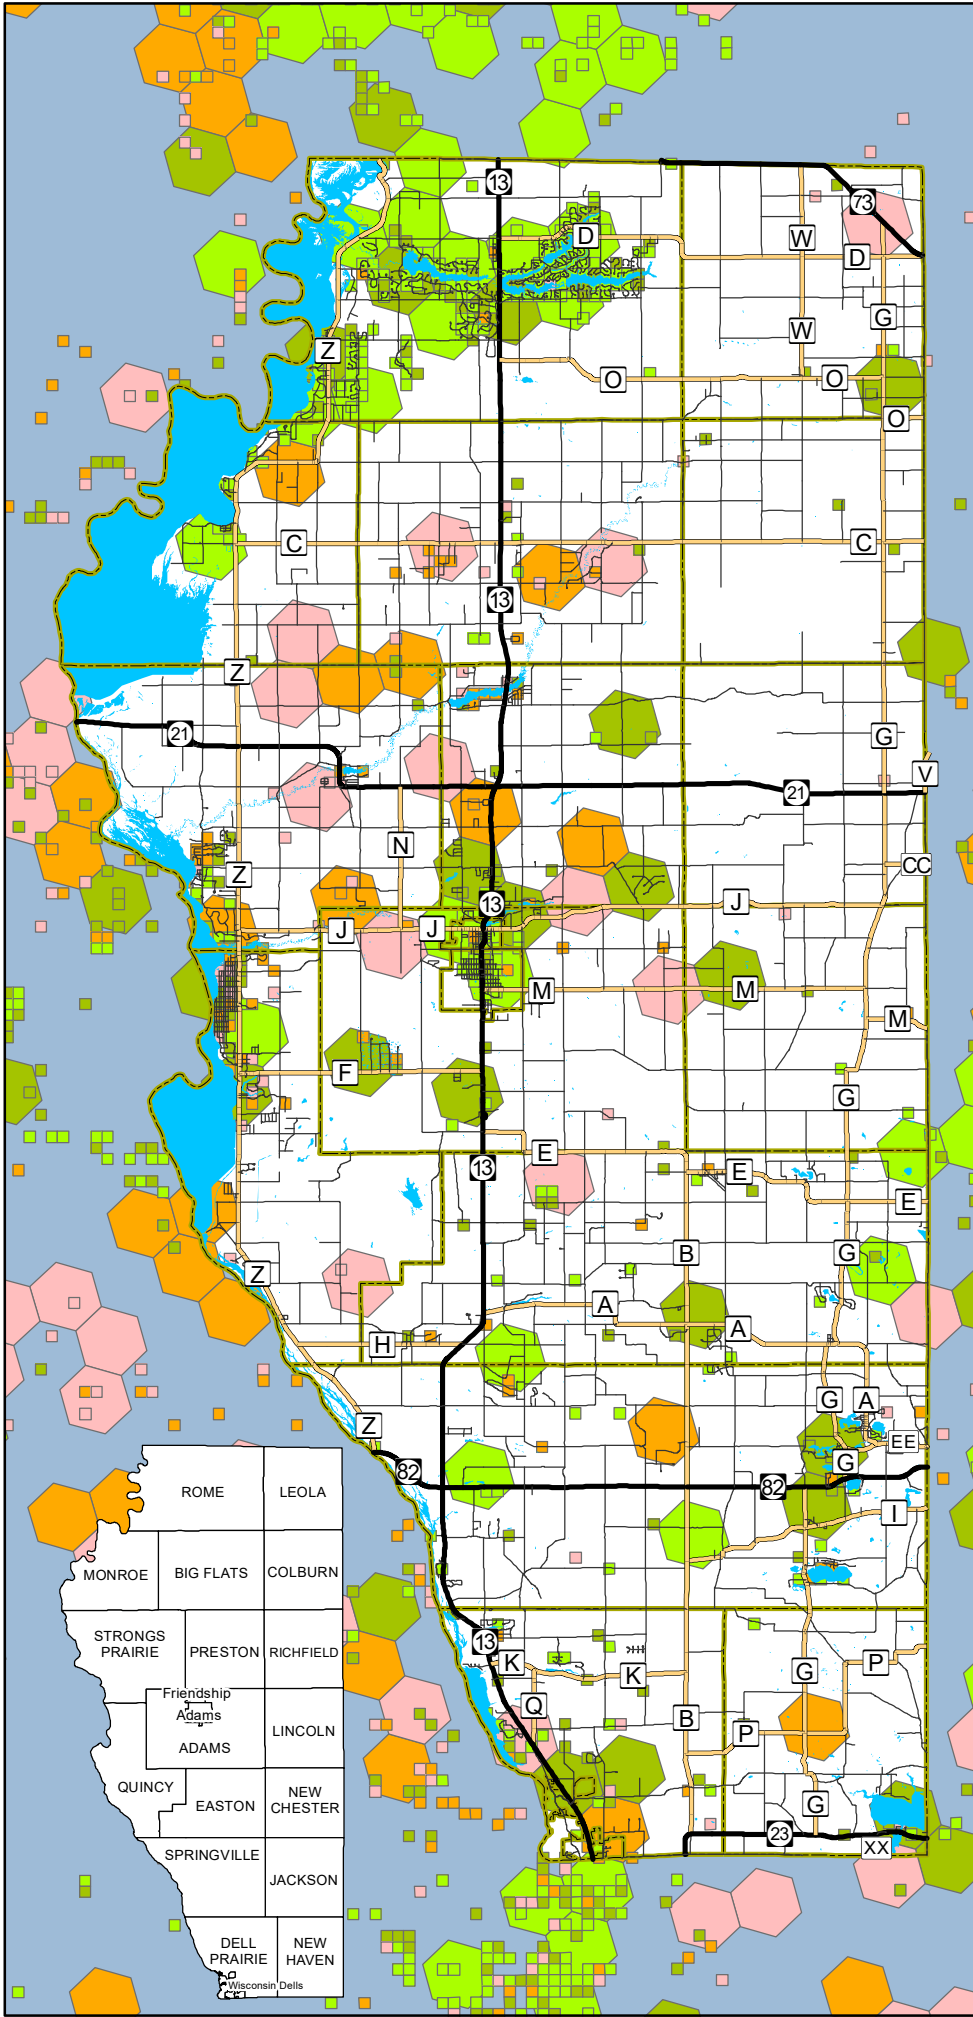 13
73
D
W
D
G
Z
W
O
O
O
C
C
13
Z
21
G
V
21
N
Z
CC
13
J
J
J
M
M
M
F
G
13
E
E
E
B
G
Z
A
A
H
G
A
Z
EE
G
82
82
I
13
K
K
G
P
Q
B
P
G
23
XX
ROME
LEOLA
MONROE
BIG FLATS
COLBURN
STRONGS
PRAIRIE
PRESTON
RICHFIELD
Friendship
Adams
ADAMS
LINCOLN
QUINCY
EASTON
NEW
CHESTER
SPRINGVILLE
JACKSON
DELL
PRAIRIE
NEW
HAVEN
Wisconsin Dells